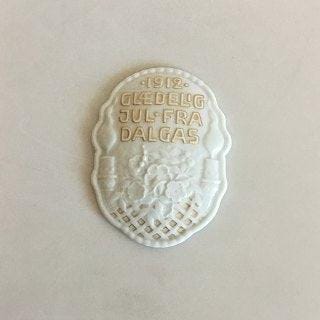 ·1912·
GLÆDELIG
JUL·FRA
DALGAS